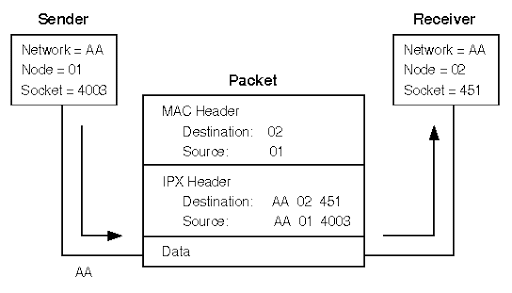 Sender
Network = AA
Node = 01
Socket = 4003
Packet
MAC Header
Destination: 02
Source: 01
IPX Header
Destination: AA 02 451
Source: AA 01 4003
Data
Receiver
Network = AA
Node = 02
Socket = 451
AA